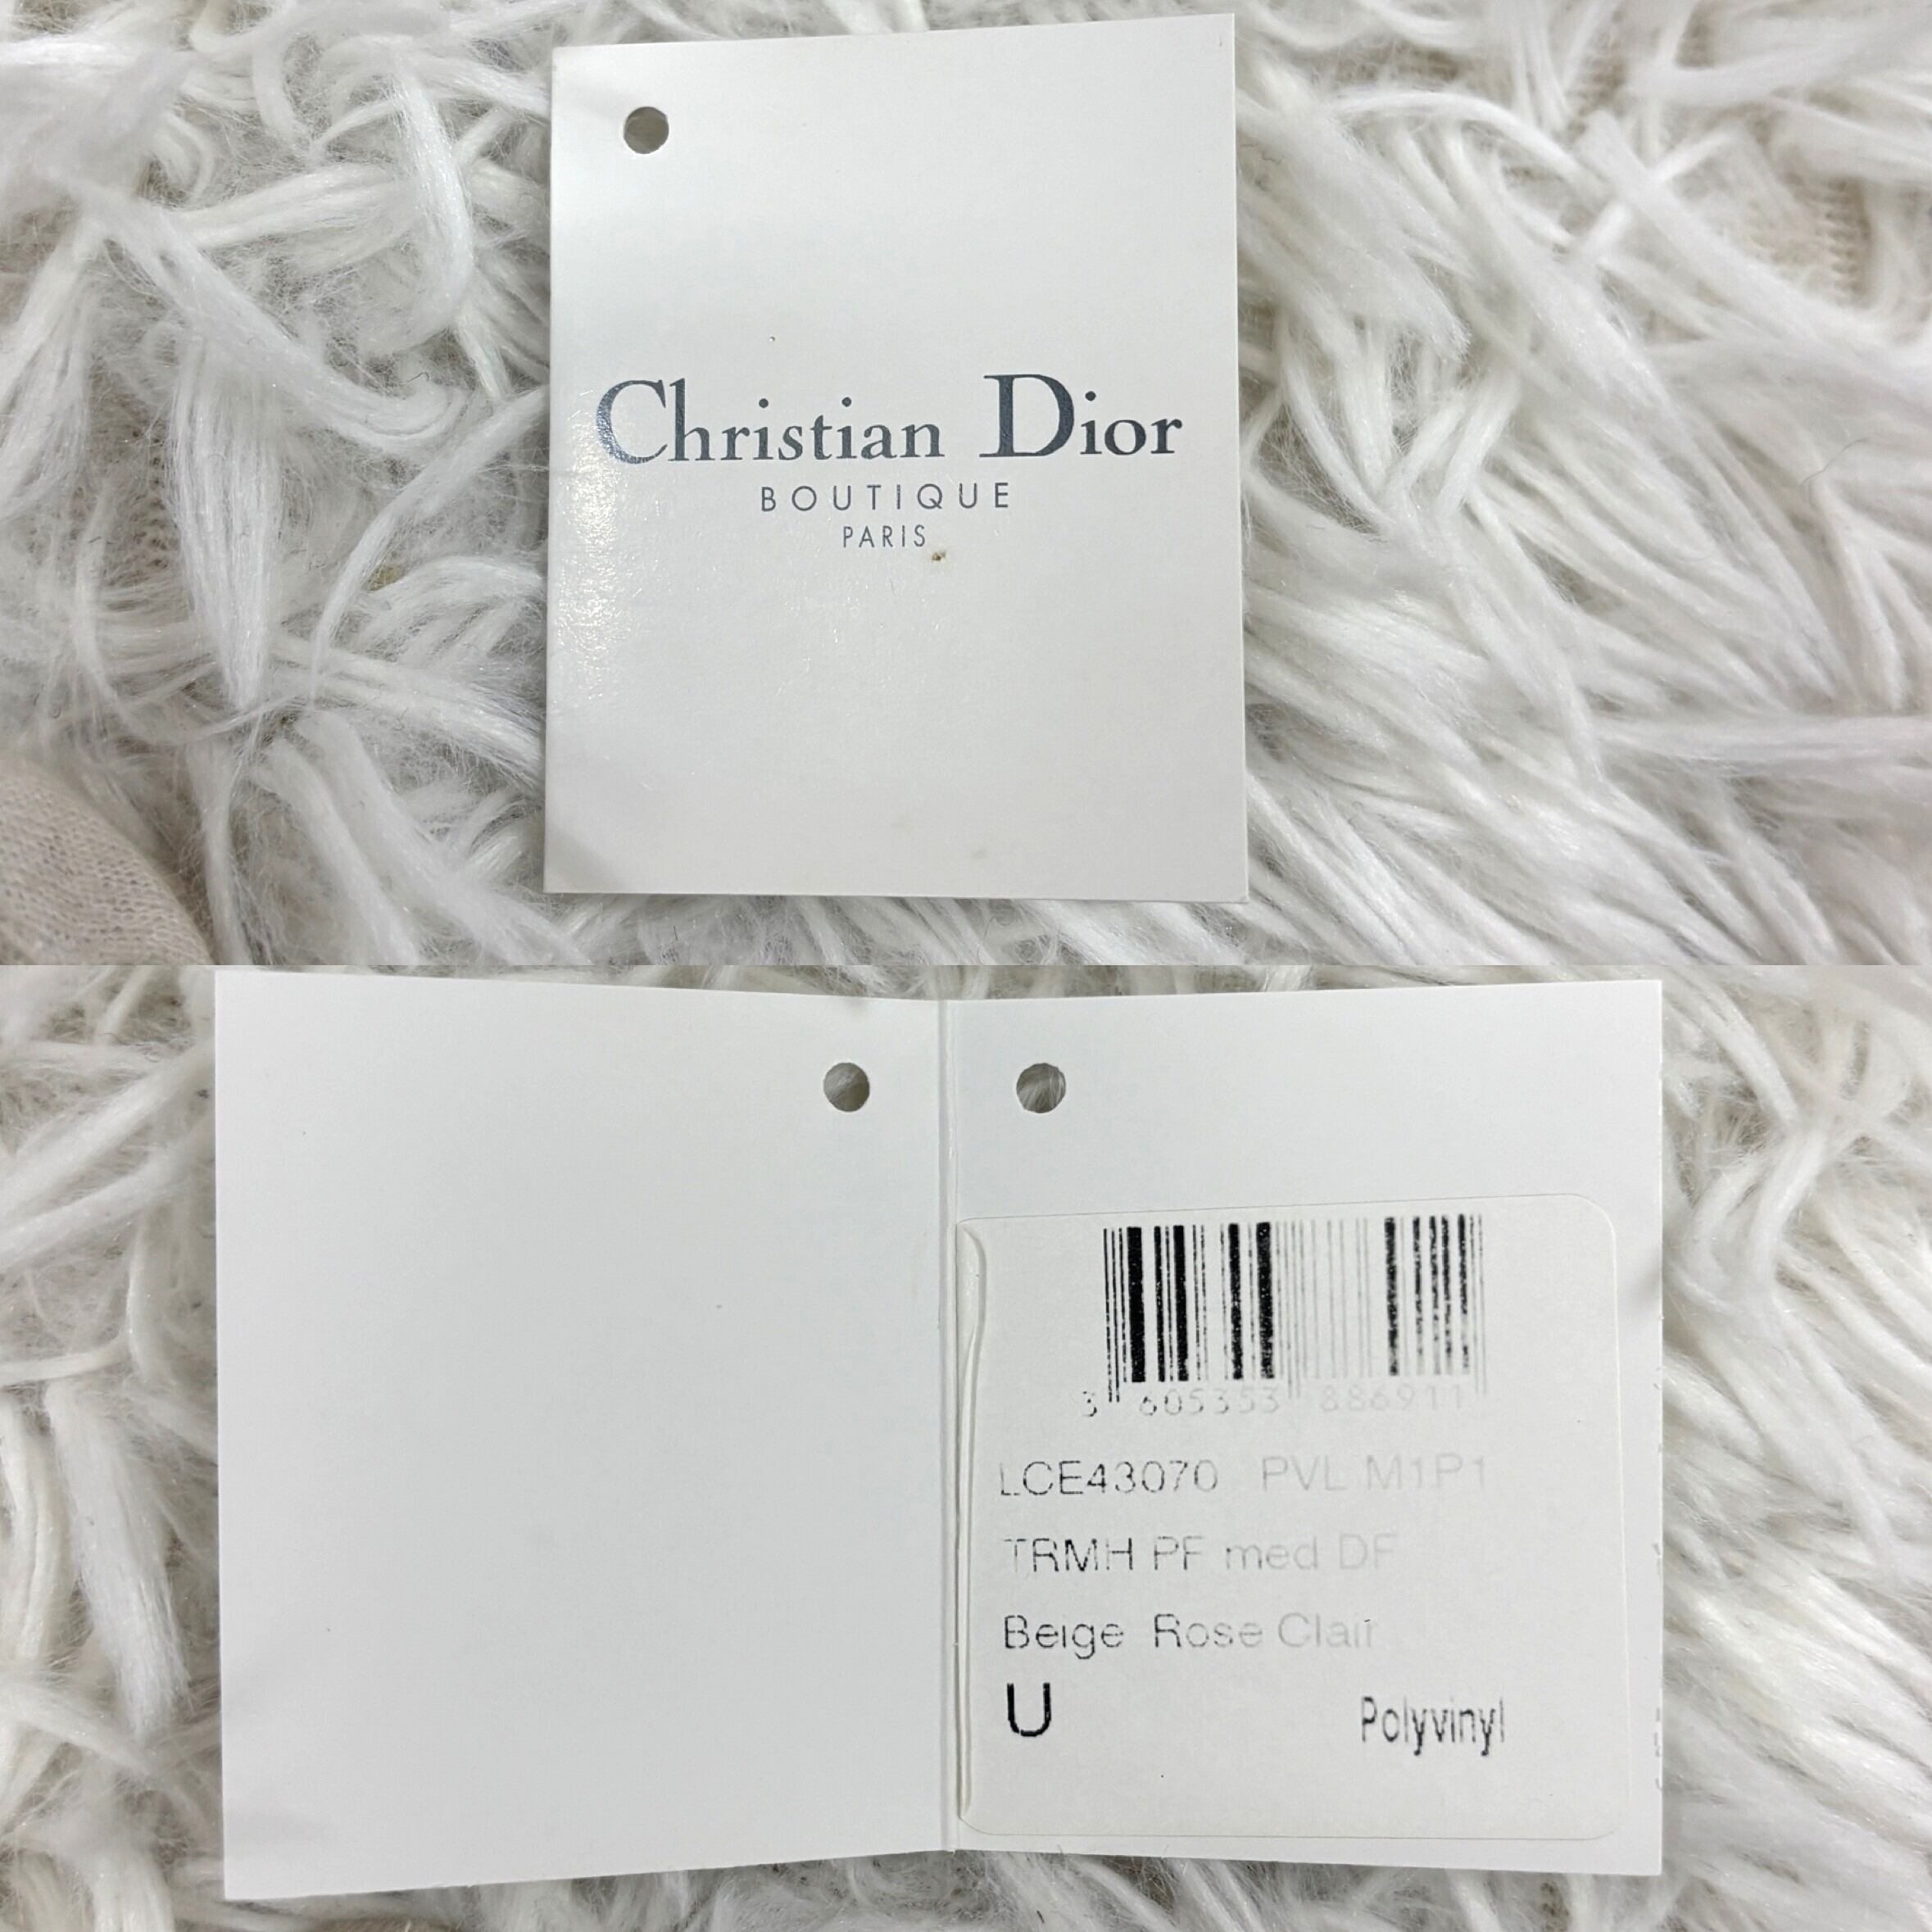 Christian Dior
BOUTIQUE
PARIS
3 605353 886911
LCE43070 PVL M1P1
TRMH PF med DF
Beige Rose Clair
U Polyvinyl